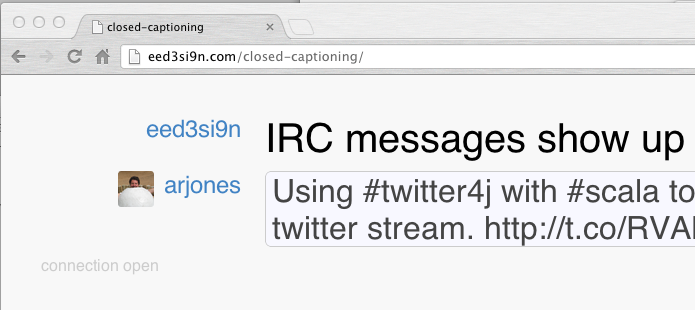 closed-captioning
eed3si9n.com/closed-captioning/
eed3si9n IRC messages show up
arjones Using #twitter4j with #scala to
twitter stream. http://t.co/RVA
connection open